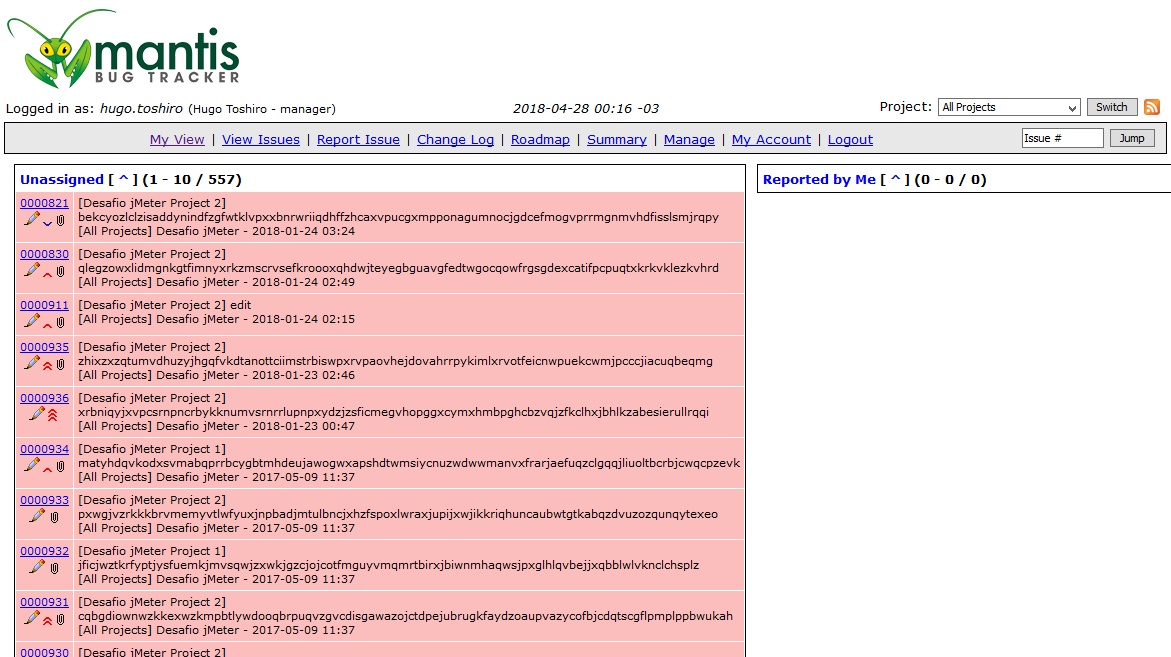 mantis
BUG TRACKER
Logged in as: hugo.toshiro (Hugo Toshiro - manager)
2018-04-28 00:16 -03
Project: All Projects Switch
My View | View Issues | Report Issue | Change Log | Roadmap | Summary | Manage | My Account | Logout
Issue # Jump
Unassigned [ ^ ] (1 - 10 / 557)
0000821 [Desafio jMeter Project 2]
bekcyozlclzisaddynindfzgfwtklvpxxbnrwriiqdhffzhcaxvpucgxmpponagumnocjgdcefmogvprrmgnmvhdfisslsmjrqpy
[All Projects] Desafio jMeter - 2018-01-24 03:24
0000830 [Desafio jMeter Project 2]
qlegzowxlidmgnkgtfimnyxrkzmscrvsefkroooxqhdwjteyegbguavgfedtwgocqowfrgsgdexcatifpcpuqtxkrkvklezkvhrd
[All Projects] Desafio jMeter - 2018-01-24 02:49
0000911 [Desafio jMeter Project 2] edit
[All Projects] Desafio jMeter - 2018-01-24 02:15
0000935 [Desafio jMeter Project 2]
zhixzxzqtumvdhuzyjhgqfvkdtanottciimstrbiswpxrvpaovhejdovahrrpykimlxrvotfeicnwpuekcwmjpcccjiacuqbeqmg
[All Projects] Desafio jMeter - 2018-01-23 02:46
0000936 [Desafio jMeter Project 2]
xrbniqyjxvpcsrnpncrbykknumvsrnrrlupnpxydzjzsficmegvhopggxcymxhmbpghcbzvqjzfkclhxjbhlkzabesierullrqqi
[All Projects] Desafio jMeter - 2018-01-23 00:47
0000934 [Desafio jMeter Project 1]
matyhdqvkodxsvmabqprrbcygbtmhdeujawogwxapshdtwmsiycnuzwdwwmanvxfrarjaefuqzclgqqjliuoltbcrbjcwqcpzevk
[All Projects] Desafio jMeter - 2017-05-09 11:37
0000933 [Desafio jMeter Project 2]
pxwgjvzrkkkbrvmemyvtlwfyuxjnpbadjmtulbncjxhzfspoxlwraxjupijxwjikkriqhuncaubwtgtkabqzdvuzozqunqytexeo
[All Projects] Desafio jMeter - 2017-05-09 11:37
0000932 [Desafio jMeter Project 1]
jficjwztkrfyptjysfuemkjmvsqwjzxwkjgzcjojcotfmguyvmqmrtbirxjbiwnmhaqwsjpxglhlqvbejjxqbblwlvknclchsplz
[All Projects] Desafio jMeter - 2017-05-09 11:37
0000931 [Desafio jMeter Project 2]
cqbgdiownwzkkexwzkmpbtlywdooqbrpuqvzgvcdisgawazojctdpejubrugkfaydzoaupvazycofbjcdqtscgflpmplppbwukah
[All Projects] Desafio jMeter - 2017-05-09 11:37
0000930 [Desafio jMeter Project 2]
Reported by Me [ ^ ] (0 - 0 / 0)